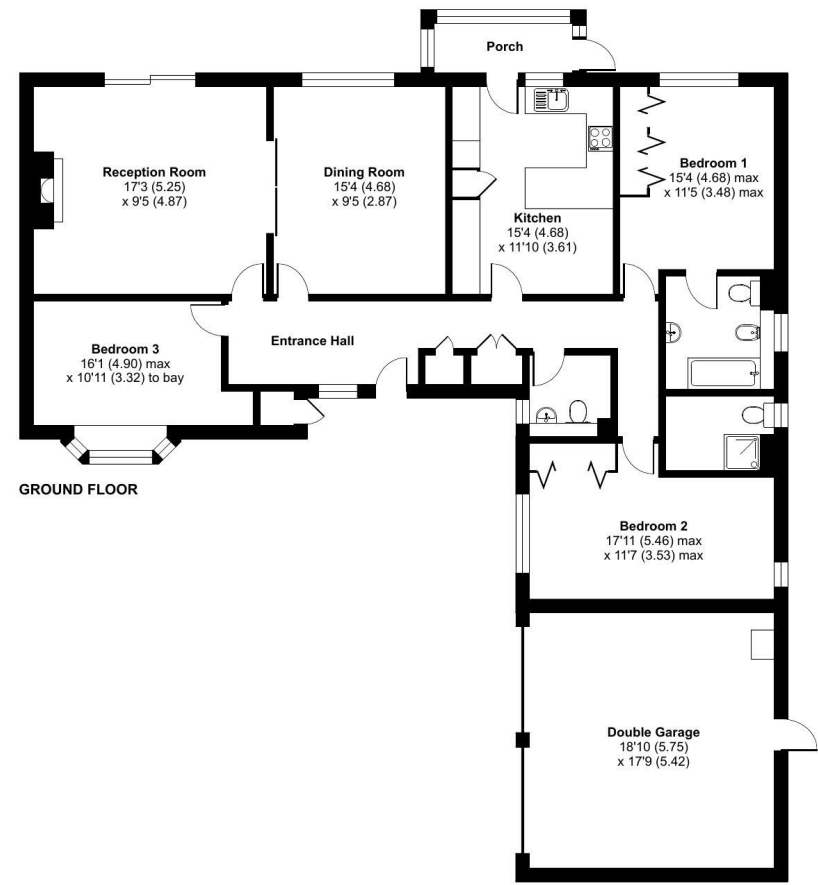 Porch
Reception Room
17'3 (5.25)
x 9'5 (4.87)
Dining Room
15'4 (4.68)
x 9'5 (2.87)
Kitchen
15'4 (4.68)
x 11'10 (3.61)
Bedroom 1
15'4 (4.68) max
x 11'5 (3.48) max
Entrance Hall
Bedroom 3
16'1 (4.90) max
x 10'11 (3.32) to bay
GROUND FLOOR
Bedroom 2
17'11 (5.46) max
x 11'7 (3.53) max
Double Garage
18'10 (5.75)
x 17'9 (5.42)